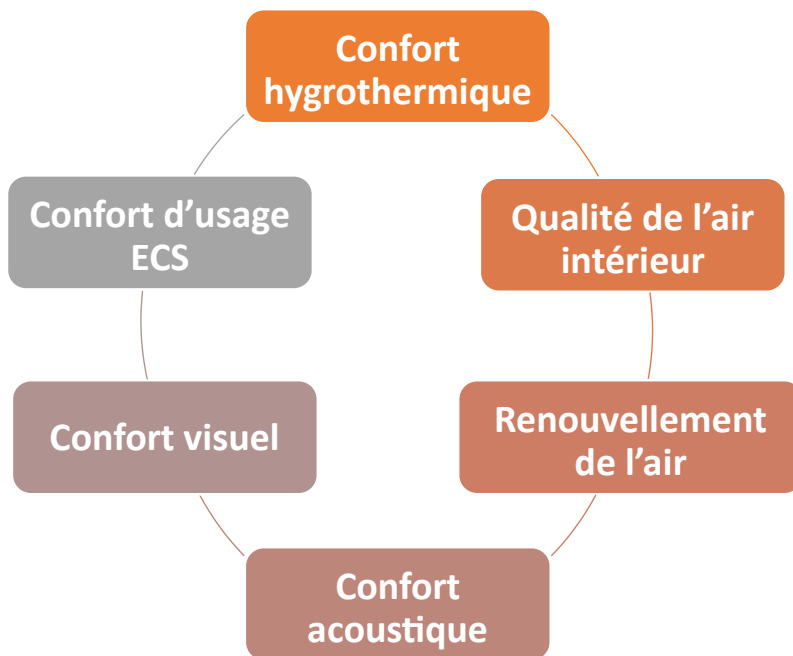 Confort
hygrothermique
Qualité de l’air
intérieur
Renouvellement
de l’air
Confort
acoustique
Confort visuel
Confort d’usage
ECS